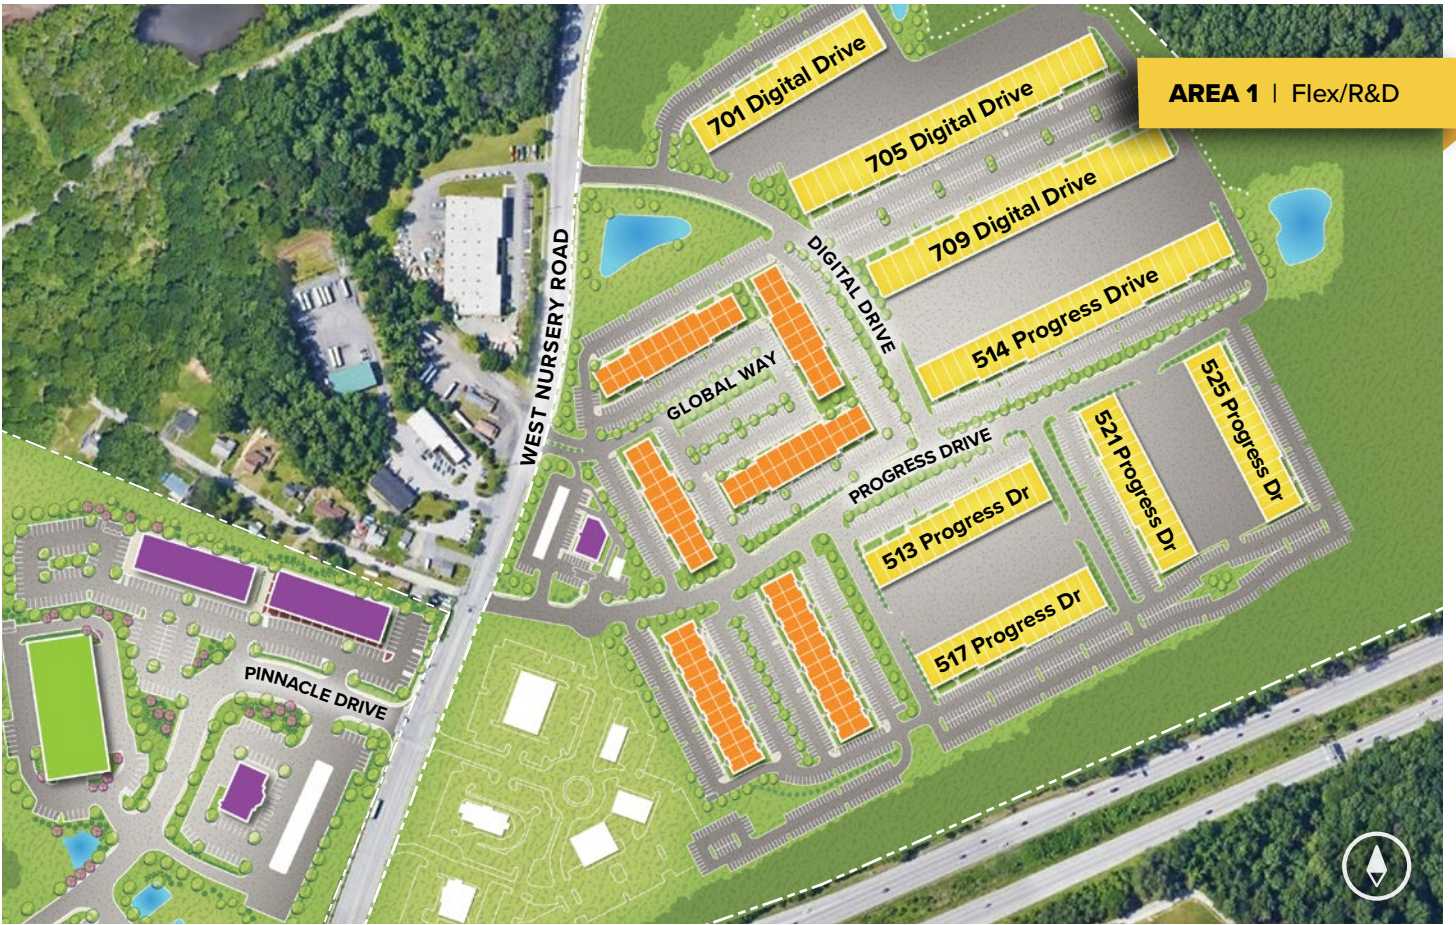 701 Digital Drive
AREA 1 | Flex/R&D
705 Digital Drive
709 Digital Drive
DIGITAL DRIVE
WEST NURSERY ROAD
514 Progress Drive
GLOBAL WAY
525 Progress Dr
521 Progress Dr
PROGRESS DRIVE
513 Progress Dr
517 Progress Dr
PINNACLE DRIVE